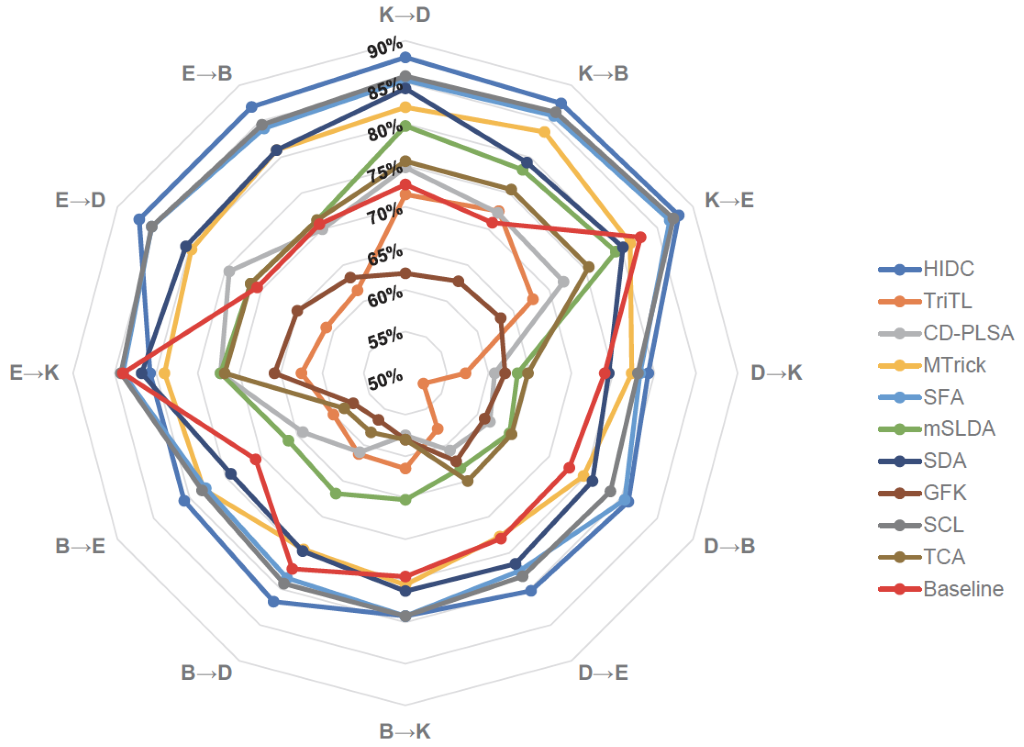 K→D
E→B
K→B
E→D
K→E
E→K
D→K
B→E
D→B
B→D
D→E
B→K
90%
85%
80%
75%
70%
65%
60%
55%
50%
HIDC
TriTL
CD-PLSA
MTrick
SFA
mSLDA
SDA
GFK
SCL
TCA
Baseline